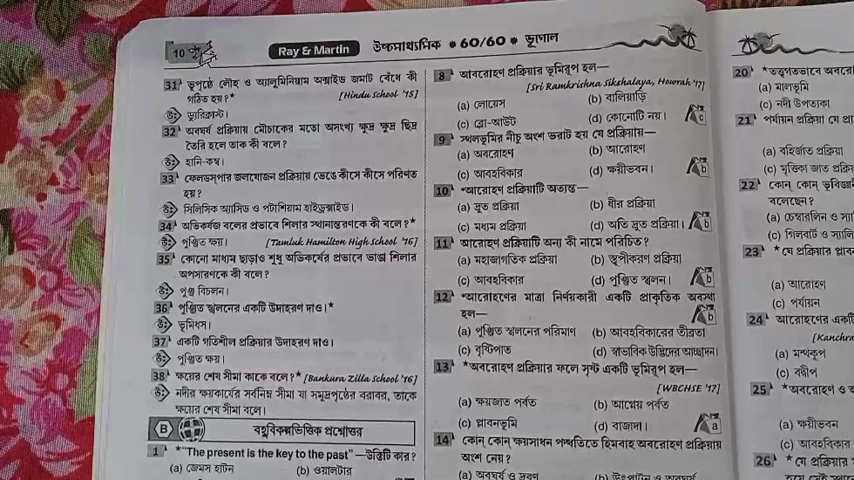 10
Ray & Martin
উচ্চমাধ্যমিক * 60/60 * ভূগোল
31 ভূপৃষ্ঠে লৌহ ও অ্যালুমিনিয়াম অক্সাইড জমাট বেঁধে কী
গঠিত হয়?* [Hindu School '15]
উঃ ডুরিক্রাস্ট।
32 অবঘর্ষ প্রক্রিয়ায় মৌচাকের মতো অসংখ্য ক্ষুদ্র ক্ষুদ্র ছিদ্র
তৈরি হলে তাক কী বলে?
উঃ হানি-কম্ব।
33 ফেলডস্‌পার জলযোজন প্রক্রিয়ায় ভেঙে কীসে কীসে পরিণত
হয়?
উঃ সিলিসিক অ্যাসিড ও পটাশিয়াম হাইড্রক্সাইড।
34 অভিকর্ষজ বলের প্রভাবে শিলার স্থানান্তরণকে কী বলে?*
উঃ পুঞ্জিত ক্ষয়। [Tamluk Hamilton High School '16]
35 কোনো মাধ্যম ছাড়াও শুধু অভিকর্ষের প্রভাবে ভাঙা শিলার
অপসারণকে কী বলে?
উঃ পুঞ্জ বিচলন।
36 পুঞ্জিত স্খলনের একটি উদাহরণ দাও।*
উঃ ভূমিধস।
37 একটি গতিশীল প্রক্রিয়ার উদাহরণ দাও।
উঃ পুঞ্জিত ক্ষয়।
38 ক্ষয়ের শেষ সীমা কাকে বলে?* [Bankura Zilla School '16]
উঃ নদীর ক্ষয়কার্যের সর্বনিম্ন সীমা যা সমুদ্রপৃষ্ঠের বরাবর, তাকে
ক্ষয়ের শেষ সীমা বলে।
B বহুবিকল্পভিত্তিক প্রশ্নোত্তর
1 *"The present is the key to the past" —উক্তিটি কার?
(a) জেমস হাটন (b) ওয়ালটার
8 আবরোহণ প্রক্রিয়ার ভূমিরূপ হল—
[Sri Ramkrishna Sikshalaya, Howrah '17]
(a) লোয়েস (b) বালিয়াড়ি
(c) ব্লো-আউট (d) কোনোটি নয়। c
9 স্থলভূমির নীচু অংশ ভরাট হয় যে প্রক্রিয়ায়—
(a) অবরোহণ (b) আরোহণ
(c) আবহবিকার (d) ক্ষয়ীভবন। b
10 *আরোহণ প্রক্রিয়াটি অত্যন্ত—
(a) দ্রুত প্রক্রিয়া (b) ধীর প্রক্রিয়া
(c) মধ্যম প্রক্রিয়া (d) অতি দ্রুত প্রক্রিয়া। b
11 আরোহণ প্রক্রিয়াটি অন্য কী নামে পরিচিত?
(a) মহাজাগতিক প্রক্রিয়া (b) স্তূপীকরণ প্রক্রিয়া
(c) আবহবিকার (d) পুঞ্জিত স্খলন। b
12 *আরোহণের মাত্রা নির্ণয়কারী একটি প্রাকৃতিক অবস্থা
হল— b
(a) পুঞ্জিত স্খলনের পরিমাণ (b) আবহবিকারের তীব্রতা
(c) বৃষ্টিপাত (d) স্বাভাবিক উদ্ভিদের আচ্ছাদন।
13 *অবরোহণ প্রক্রিয়ার ফলে সৃষ্ট একটি ভূমিরূপ হল—
[WBCHSE '17]
(a) ক্ষয়জাত পর্বত (b) আগ্নেয় পর্বত
(c) প্লাবনভূমি (d) বাজাদা। a
14 কোন্ কোন্ ক্ষয়সাধন পদ্ধতিতে হিমবাহ অবরোহণ প্রক্রিয়ায়
অংশ নেয়?
(a) অবঘর্ষ ও দ্রবণ (b) উৎপাটন ও অবঘর্ষ
20 *তত্ত্বগতভাবে
(a) মালভূমি
(c) নদী উপত্যকা
21 পর্যায়ন প্রক্রিয়া যে
(a) বহির্জাত প্রক্রিয়া
(c) মৃত্তিকা জাত
22 কোন্ কোন্
বলেছেন?
(a) চেম্বারলিন ও
(c) গিলবার্ট ও
23 *যে প্রক্রিয়ার
(a) আরোহণ
(c) পর্যায়ন
24 আরোহণের
(a) মন্থকূপ
(c) বদ্বীপ
25 *অবরোহণ ও
(a) ক্ষয়ীভবন
(c) আবহবিকার
26 *যে প্রক্রিয়ার